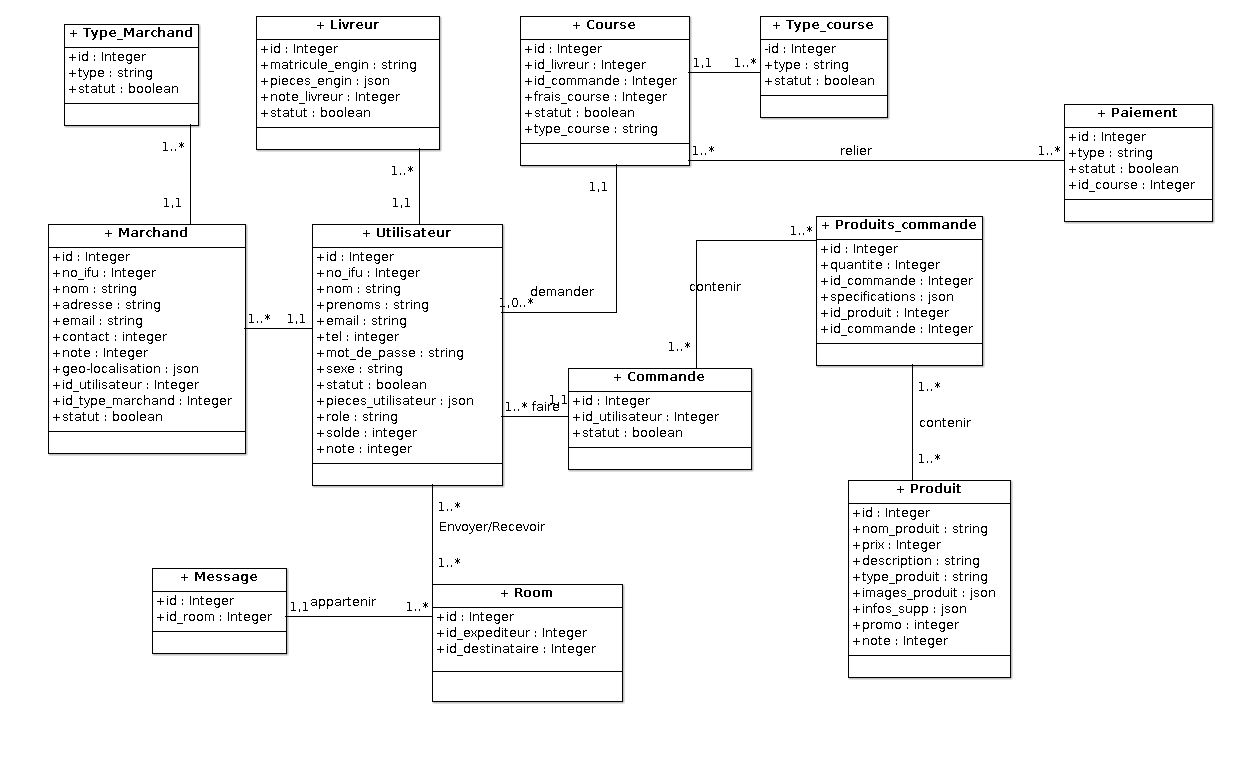 + Type_Marchand
+id : Integer
+type : string
+statut : boolean
+ Livreur
+id : Integer
+matricule_engin : string
+pieces_engin : json
+note_livreur : Integer
+statut : boolean
+ Course
+id : Integer
+id_livreur : Integer
+id_commande : Integer
+frais_course : Integer
+statut : boolean
+type_course : string
1,1
1..*
+ Type_course
-id : Integer
+type : string
+statut : boolean
+ Paiement
+id : Integer
+type : string
+statut : boolean
+id_course : Integer
1..*
relier
1..*
1..*
1,1
1..*
1,1
1,1
demander
1,0..*
+ Marchand
+id : Integer
+no_ifu : Integer
+nom : string
+adresse : string
+email : string
+contact : integer
+note : Integer
+geo-localisation : json
+id_utilisateur : Integer
+id_type_marchand : Integer
+statut : boolean
1..*
1,1
+ Utilisateur
+id : Integer
+no_ifu : Integer
+nom : string
+prenoms : string
+email : string
+tel : integer
+mot_de_passe : string
+sexe : string
+statut : boolean
+pieces_utilisateur : json
+role : string
+solde : integer
+note : integer
1..*
faire
1,1
+ Commande
+id : Integer
+id_utilisateur : Integer
+statut : boolean
1..*
contenir
1..*
+ Produits_commande
+id : Integer
+quantite : Integer
+id_commande : Integer
+specifications : json
+id_produit : Integer
+id_commande : Integer
1..*
contenir
1..*
+ Produit
+id : Integer
+nom_produit : string
+prix : Integer
+description : string
+type_produit : string
+images_produit : json
+infos_supp : json
+promo : integer
+note : Integer
1..*
Envoyer/Recevoir
1..*
+ Message
+id : Integer
+id_room : Integer
1,1
appartenir
1..*
+ Room
+id : Integer
+id_expediteur : Integer
+id_destinataire : Integer